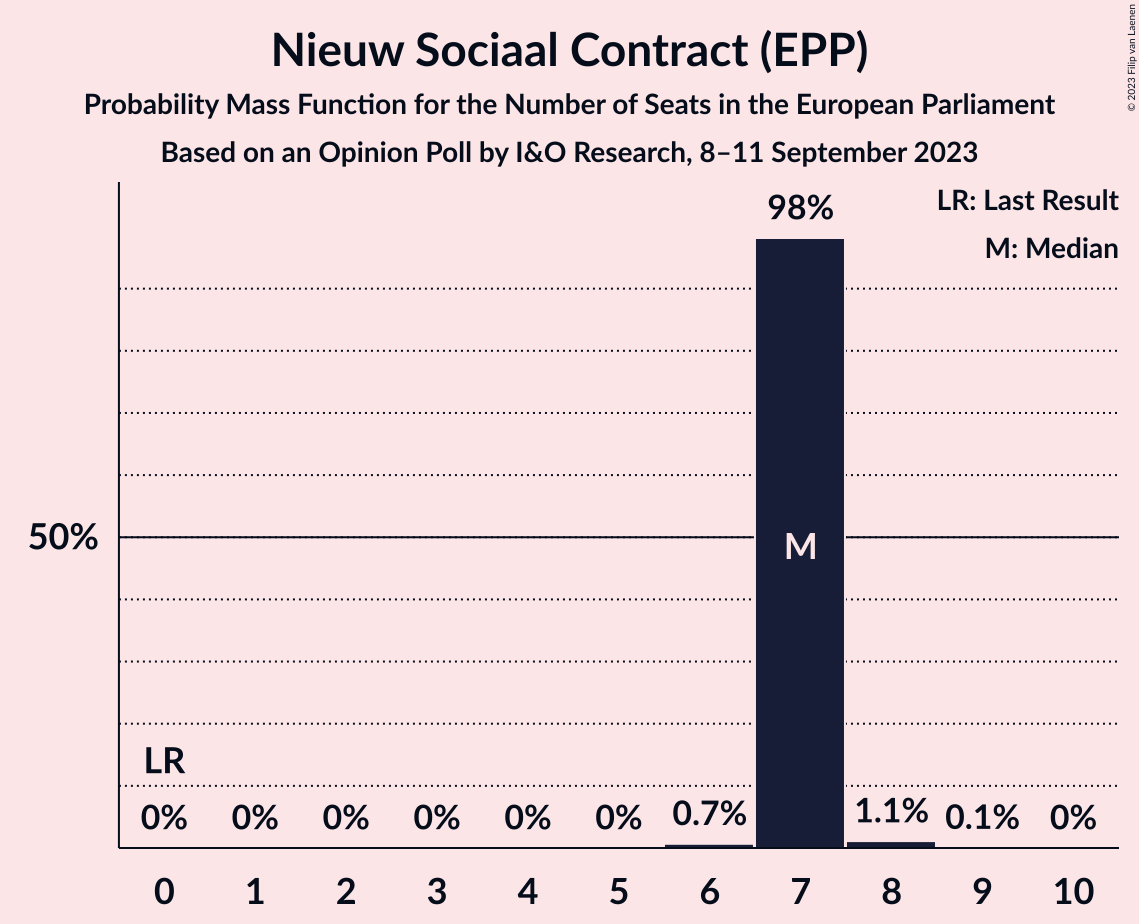 Nieuw Sociaal Contract (EPP)
Probability Mass Function for the Number of Seats in the European Parliament
Based on an Opinion Poll by I&O Research, 8–11 September 2023
© 2023 Filip van Laenen
LR: Last Result
M: Median
98%
50%
M
LR
0% 0% 0% 0% 0% 0% 0.7% 1.1% 0.1% 0%
0 1 2 3 4 5 6 7 8 9 10